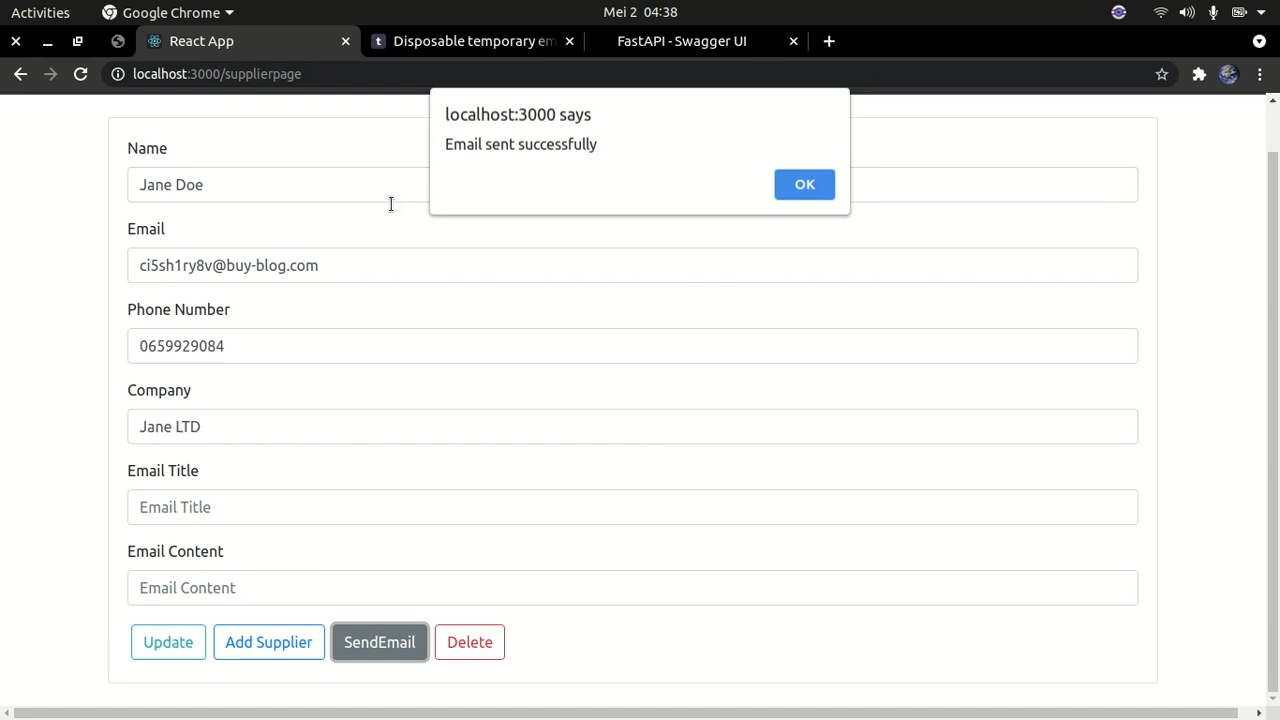 Activities
Google Chrome
Mei 2 04:38
React App
Disposable temporary em
FastAPI - Swagger UI
localhost:3000/supplierpage
localhost:3000 says
Email sent successfully
OK
Name
Jane Doe
Email
ci5sh1ry8v@buy-blog.com
Phone Number
0659929084
Company
Jane LTD
Email Title
Email Title
Email Content
Email Content
Update
Add Supplier
SendEmail
Delete